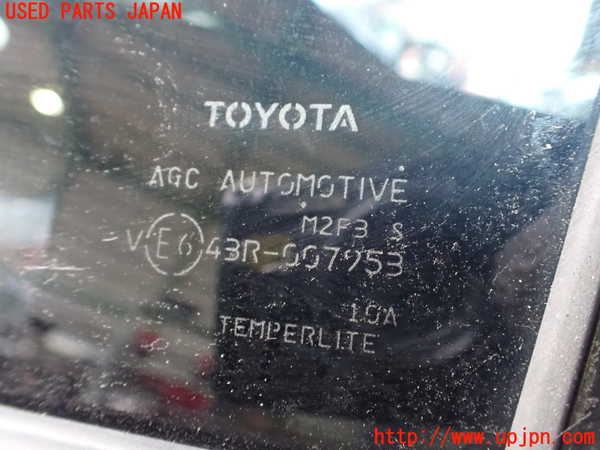 USED PARTS JAPAN
TOYOTA
AGC AUTOMOTIVE
M2F3 S
V E6 43R-007953
10A
TEMPERLITE
http://www.upjpn.com